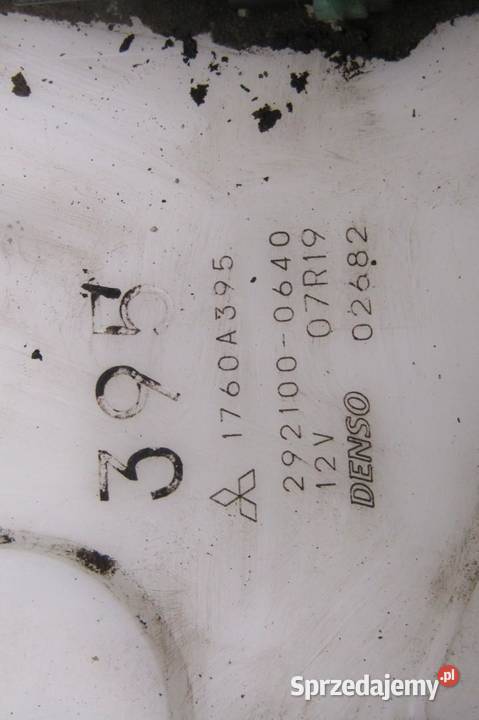 395
1760A395
292100-0640
12V 07R19
DENSO 02682
Sprzedajemy.pl